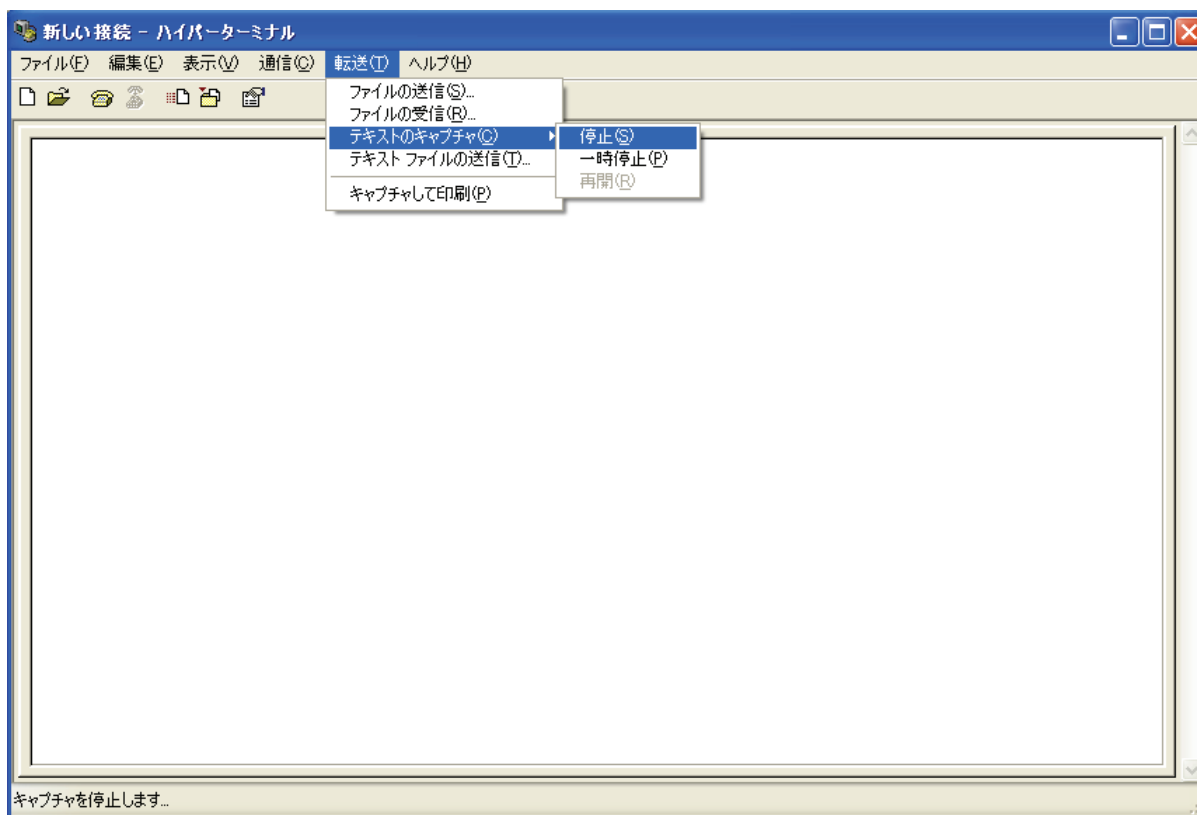 新しい接続 - ハイパーターミナル
ファイル(F) 編集(E) 表示(V) 通信(C) 転送(T) ヘルプ(H)
ファイルの送信(S)...
ファイルの受信(R)...
テキストのキャプチャ(C)
停止(S)
テキスト ファイルの送信(T)...
一時停止(P)
再開(R)
キャプチャして印刷(P)
キャプチャを停止します...